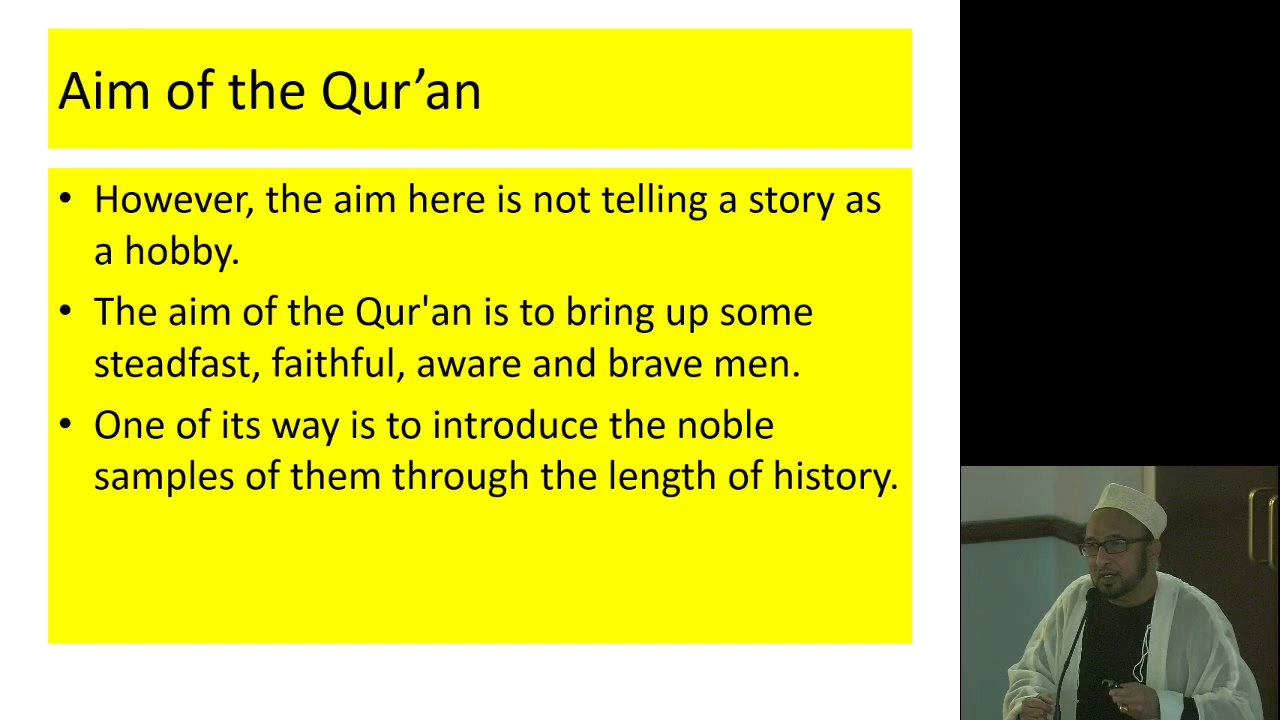 Aim of the Qur’an
• However, the aim here is not telling a story as
a hobby.
• The aim of the Qur'an is to bring up some
steadfast, faithful, aware and brave men.
• One of its way is to introduce the noble
samples of them through the length of history.